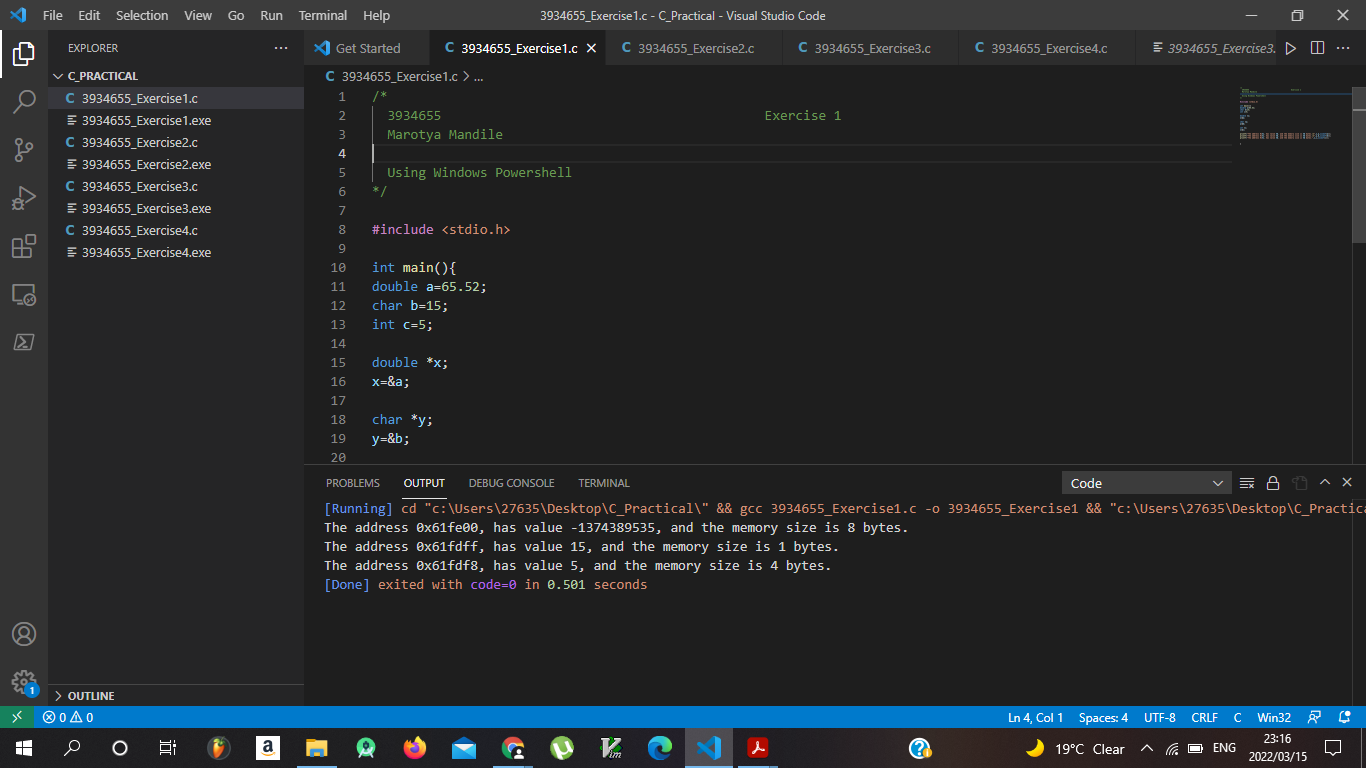 File Edit Selection View Go Run Terminal Help 3934655_Exercise1.c - C_Practical - Visual Studio Code
EXPLORER
C_PRACTICAL
3934655_Exercise1.c
3934655_Exercise1.exe
3934655_Exercise2.c
3934655_Exercise2.exe
3934655_Exercise3.c
3934655_Exercise3.exe
3934655_Exercise4.c
3934655_Exercise4.exe
OUTLINE
Get Started 3934655_Exercise1.c 3934655_Exercise2.c 3934655_Exercise3.c 3934655_Exercise4.c 3934655_Exercise3.
3934655_Exercise1.c > ...
1 /*
2 3934655 Exercise 1
3 Marotya Mandile
4
5 Using Windows Powershell
6 */
7
8 #include <stdio.h>
9
10 int main(){
11 double a=65.52;
12 char b=15;
13 int c=5;
14
15 double *x;
16 x=&a;
17
18 char *y;
19 y=&b;
20
PROBLEMS OUTPUT DEBUG CONSOLE TERMINAL Code
[Running] cd "c:\Users\27635\Desktop\C_Practical\" && gcc 3934655_Exercise1.c -o 3934655_Exercise1 && "c:\Users\27635\Desktop\C_Practica
The address 0x61fe00, has value -1374389535, and the memory size is 8 bytes.
The address 0x61fdff, has value 15, and the memory size is 1 bytes.
The address 0x61fdf8, has value 5, and the memory size is 4 bytes.
[Done] exited with code=0 in 0.501 seconds
1
0 0 Ln 4, Col 1 Spaces: 4 UTF-8 CRLF C Win32
19°C Clear ENG 23:16
2022/03/15